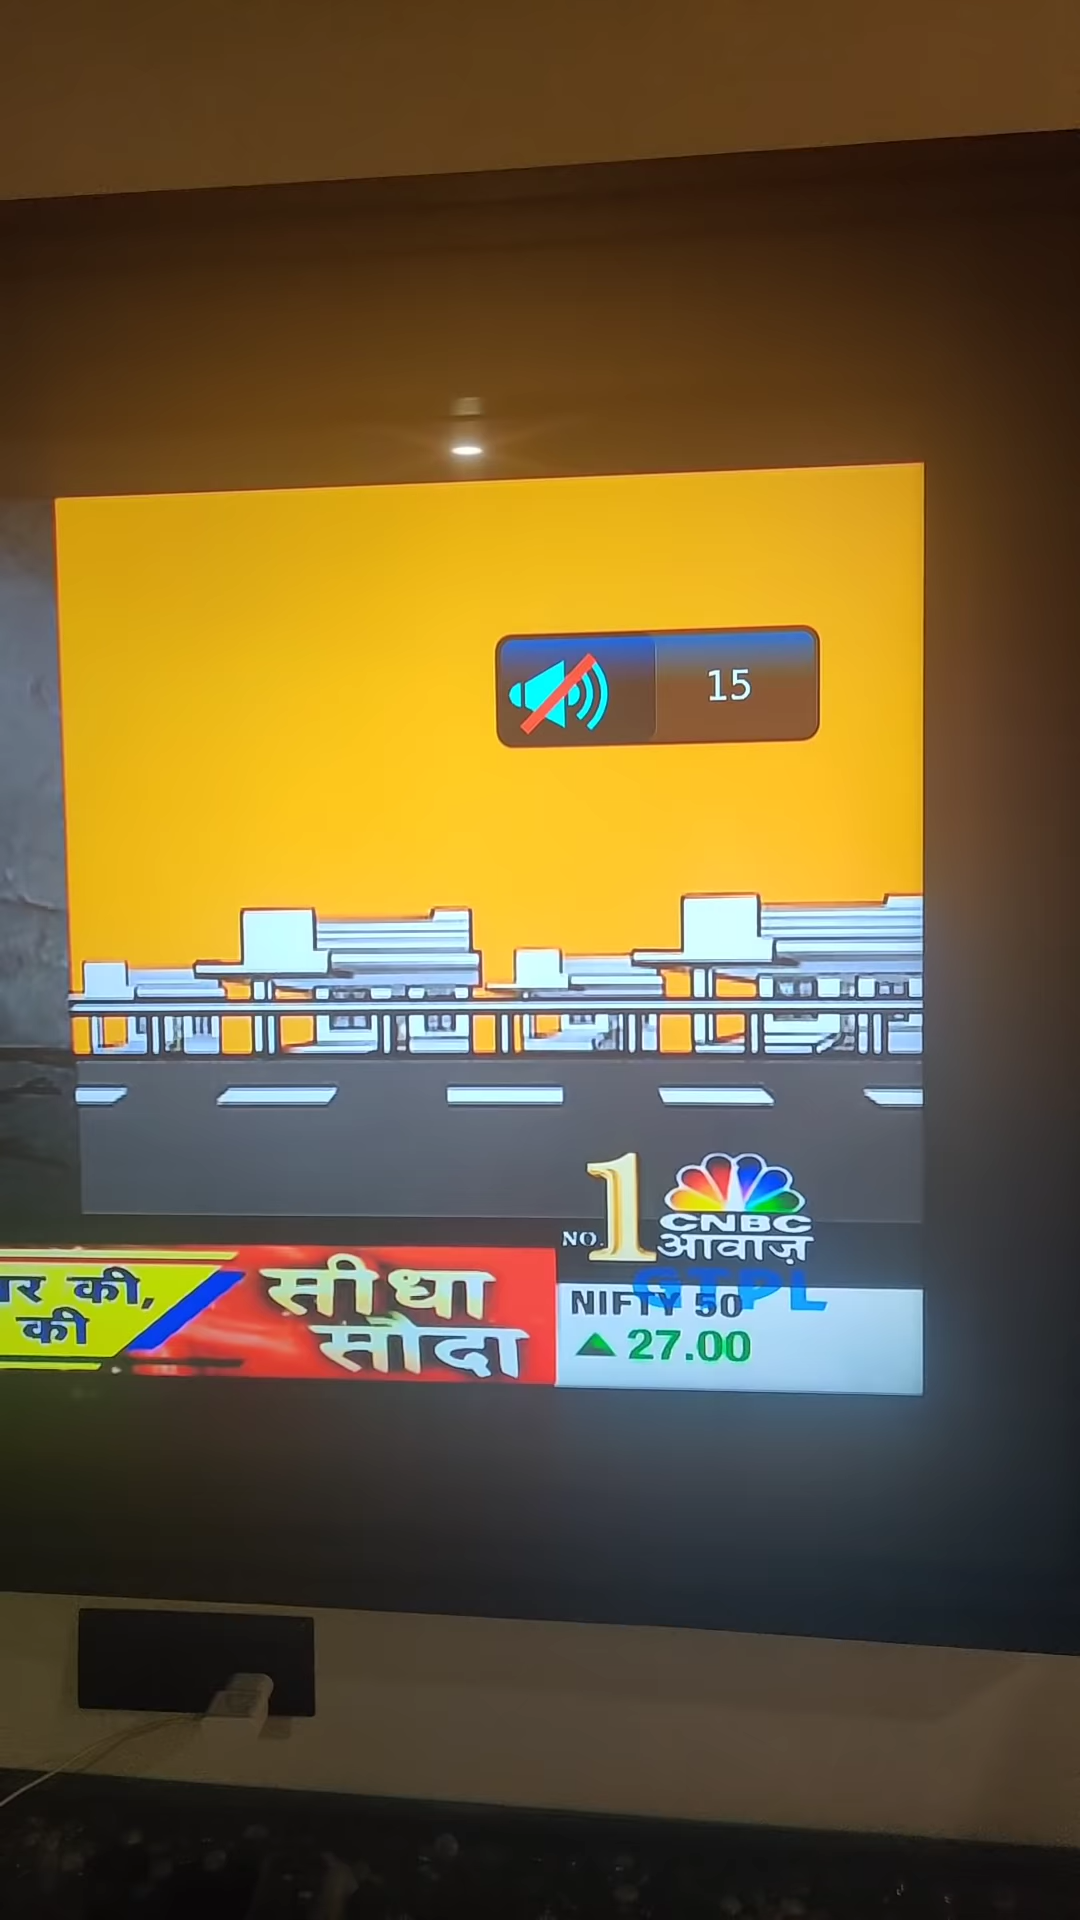 15
NO. 1
CNBC
आवाज़
GTPL
र की,
की
सीधा
सौदा
NIFTY 50
▲ 27.00